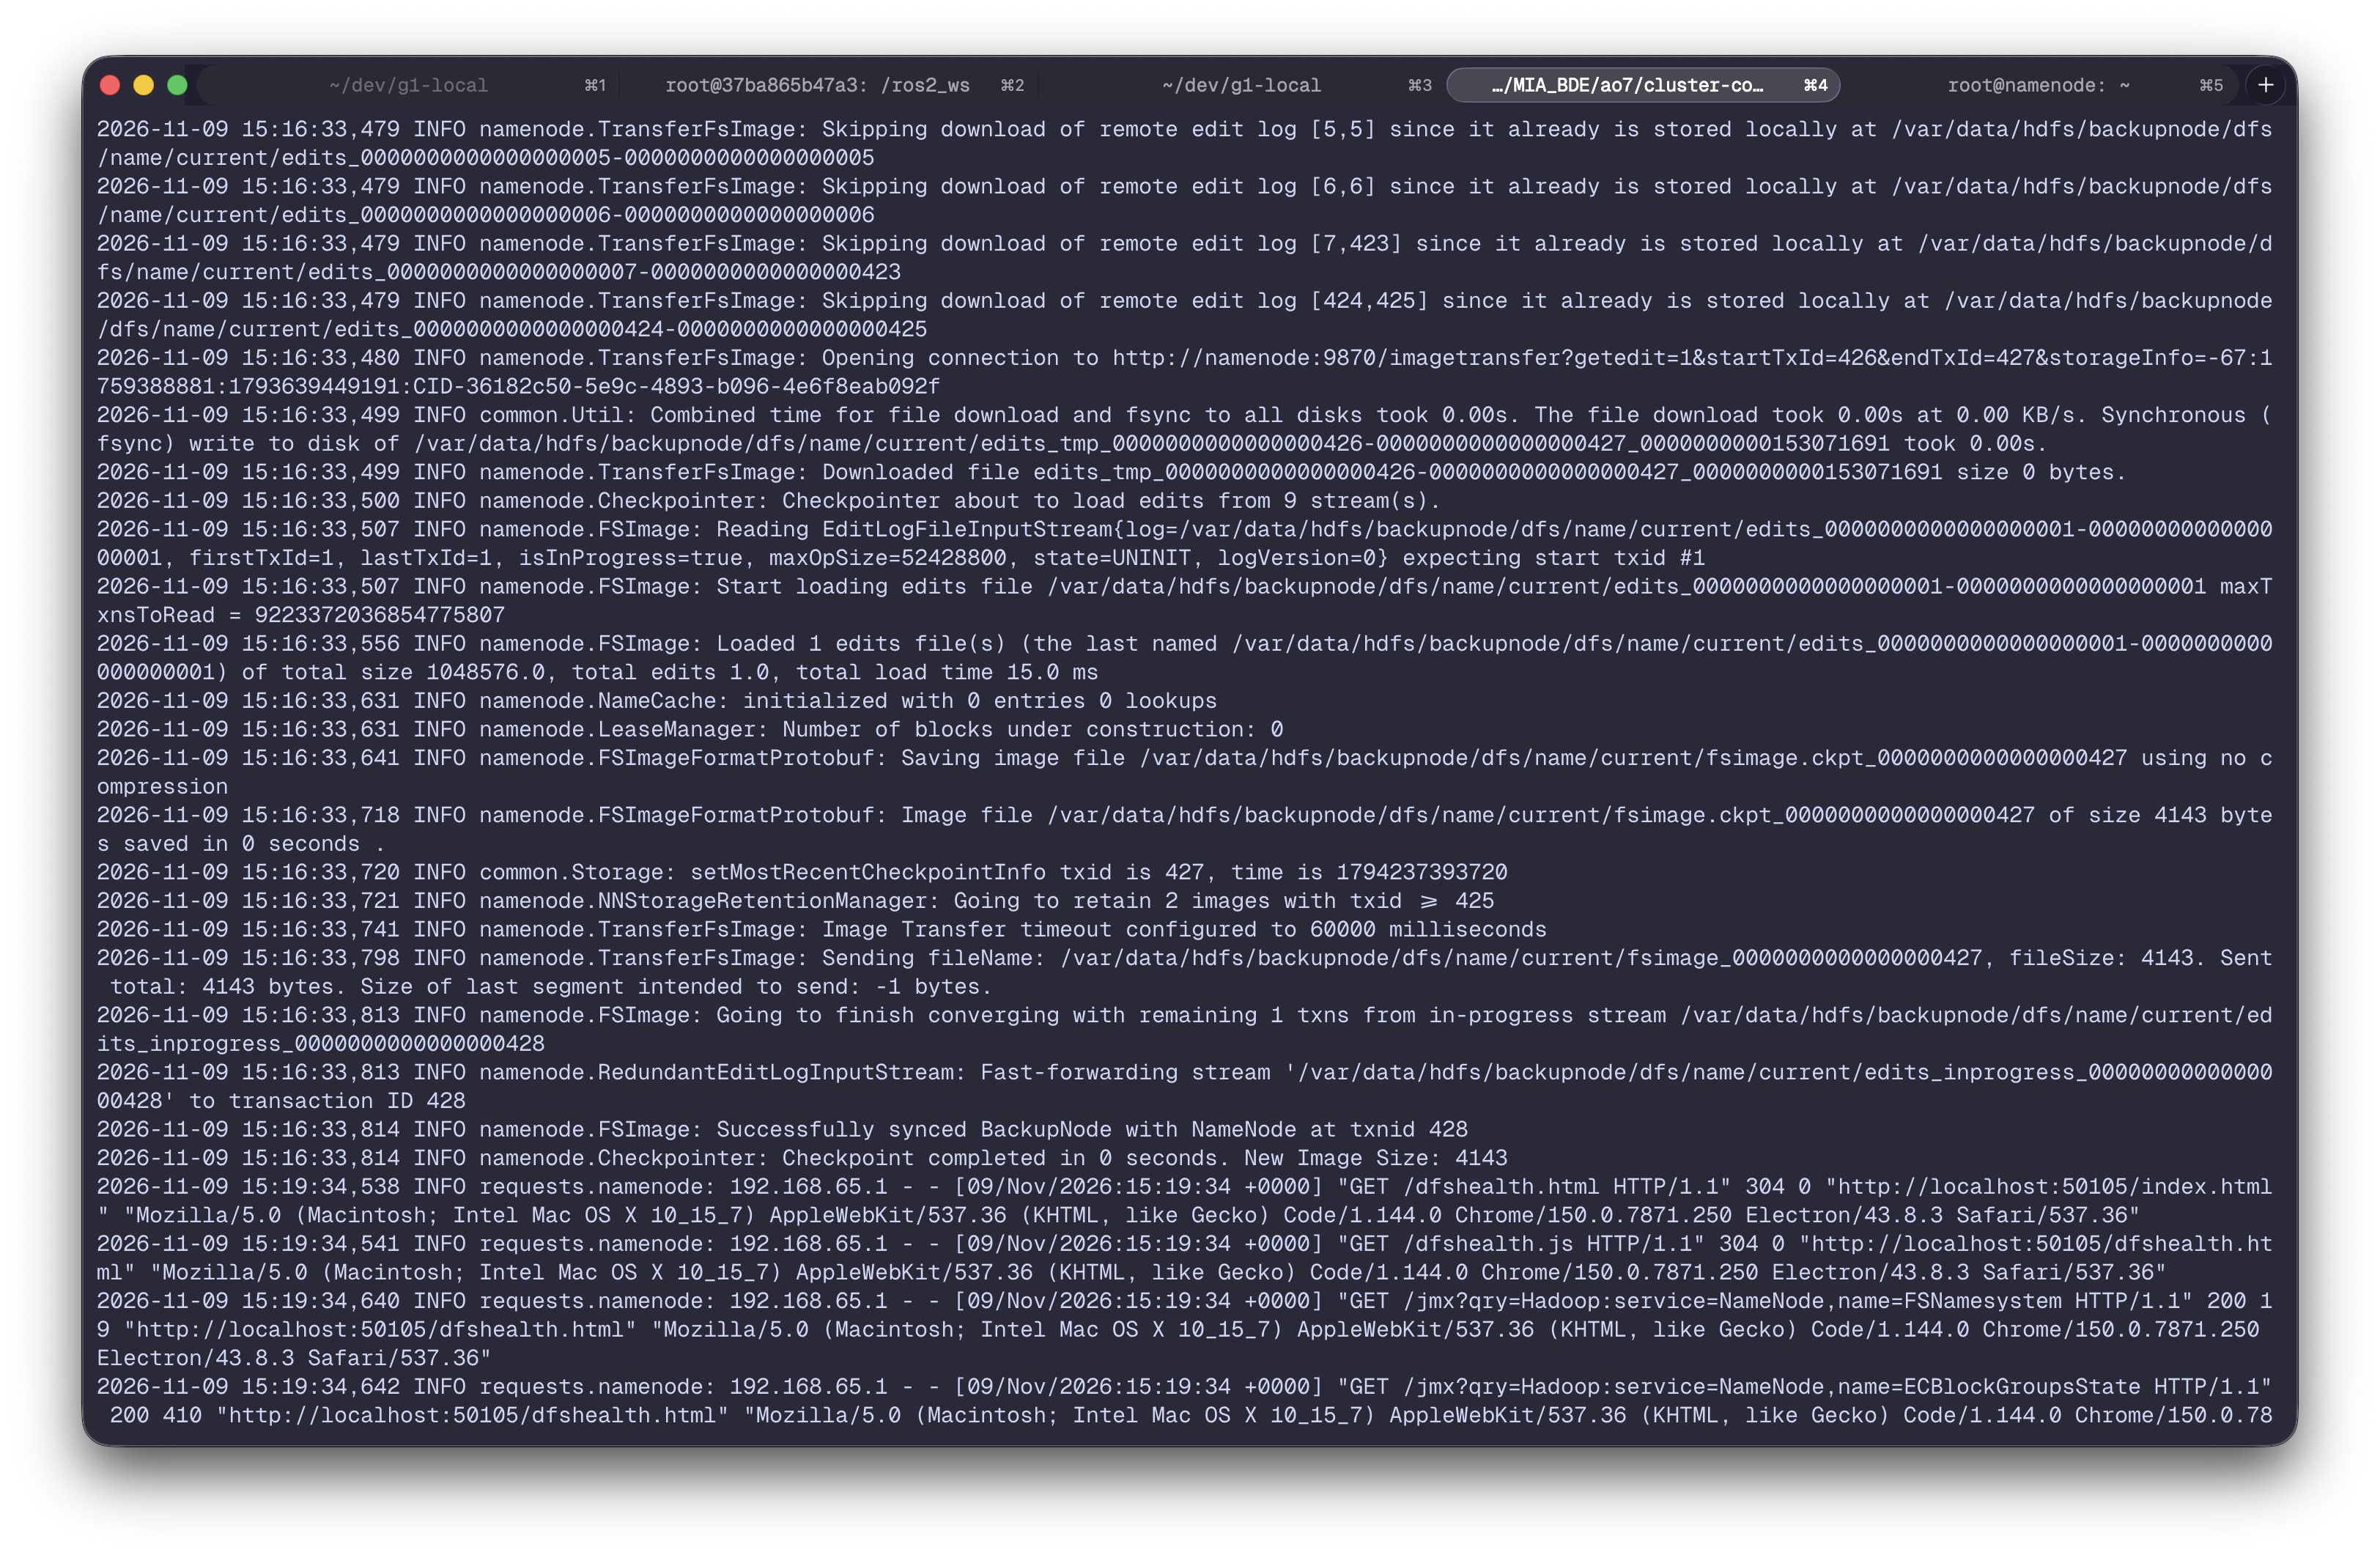 ~/dev/g1-local ⌘1 root@37ba865b47a3: /ros2_ws ⌘2 ~/dev/g1-local ⌘3 …/MIA_BDE/ao7/cluster-co… ⌘4 root@namenode: ~ ⌘5 +
2026-11-09 15:16:33,479 INFO namenode.TransferFsImage: Skipping download of remote edit log [5,5] since it already is stored locally at /var/data/hdfs/backupnode/dfs
/name/current/edits_0000000000000000005-0000000000000000005
2026-11-09 15:16:33,479 INFO namenode.TransferFsImage: Skipping download of remote edit log [6,6] since it already is stored locally at /var/data/hdfs/backupnode/dfs
/name/current/edits_0000000000000000006-0000000000000000006
2026-11-09 15:16:33,479 INFO namenode.TransferFsImage: Skipping download of remote edit log [7,423] since it already is stored locally at /var/data/hdfs/backupnode/d
fs/name/current/edits_0000000000000000007-0000000000000000423
2026-11-09 15:16:33,479 INFO namenode.TransferFsImage: Skipping download of remote edit log [424,425] since it already is stored locally at /var/data/hdfs/backupnode
/dfs/name/current/edits_0000000000000000424-0000000000000000425
2026-11-09 15:16:33,480 INFO namenode.TransferFsImage: Opening connection to http://namenode:9870/imagetransfer?getedit=1&startTxId=426&endTxId=427&storageInfo=-67:1
759388881:1793639449191:CID-36182c50-5e9c-4893-b096-4e6f8eab092f
2026-11-09 15:16:33,499 INFO common.Util: Combined time for file download and fsync to all disks took 0.00s. The file download took 0.00s at 0.00 KB/s. Synchronous (
fsync) write to disk of /var/data/hdfs/backupnode/dfs/name/current/edits_tmp_0000000000000000426-0000000000000000427_0000000000153071691 took 0.00s.
2026-11-09 15:16:33,499 INFO namenode.TransferFsImage: Downloaded file edits_tmp_0000000000000000426-0000000000000000427_0000000000153071691 size 0 bytes.
2026-11-09 15:16:33,500 INFO namenode.Checkpointer: Checkpointer about to load edits from 9 stream(s).
2026-11-09 15:16:33,507 INFO namenode.FSImage: Reading EditLogFileInputStream{log=/var/data/hdfs/backupnode/dfs/name/current/edits_0000000000000000001-00000000000000
00001, firstTxId=1, lastTxId=1, isInProgress=true, maxOpSize=52428800, state=UNINIT, logVersion=0} expecting start txid #1
2026-11-09 15:16:33,507 INFO namenode.FSImage: Start loading edits file /var/data/hdfs/backupnode/dfs/name/current/edits_0000000000000000001-0000000000000000001 maxT
xnsToRead = 9223372036854775807
2026-11-09 15:16:33,556 INFO namenode.FSImage: Loaded 1 edits file(s) (the last named /var/data/hdfs/backupnode/dfs/name/current/edits_0000000000000000001-0000000000
000000001) of total size 1048576.0, total edits 1.0, total load time 15.0 ms
2026-11-09 15:16:33,631 INFO namenode.NameCache: initialized with 0 entries 0 lookups
2026-11-09 15:16:33,631 INFO namenode.LeaseManager: Number of blocks under construction: 0
2026-11-09 15:16:33,641 INFO namenode.FSImageFormatProtobuf: Saving image file /var/data/hdfs/backupnode/dfs/name/current/fsimage.ckpt_0000000000000000427 using no c
ompression
2026-11-09 15:16:33,718 INFO namenode.FSImageFormatProtobuf: Image file /var/data/hdfs/backupnode/dfs/name/current/fsimage.ckpt_0000000000000000427 of size 4143 byte
s saved in 0 seconds .
2026-11-09 15:16:33,720 INFO common.Storage: setMostRecentCheckpointInfo txid is 427, time is 1794237393720
2026-11-09 15:16:33,721 INFO namenode.NNStorageRetentionManager: Going to retain 2 images with txid >= 425
2026-11-09 15:16:33,741 INFO namenode.TransferFsImage: Image Transfer timeout configured to 60000 milliseconds
2026-11-09 15:16:33,798 INFO namenode.TransferFsImage: Sending fileName: /var/data/hdfs/backupnode/dfs/name/current/fsimage_0000000000000000427, fileSize: 4143. Sent
 total: 4143 bytes. Size of last segment intended to send: -1 bytes.
2026-11-09 15:16:33,813 INFO namenode.FSImage: Going to finish converging with remaining 1 txns from in-progress stream /var/data/hdfs/backupnode/dfs/name/current/ed
its_inprogress_0000000000000000428
2026-11-09 15:16:33,813 INFO namenode.RedundantEditLogInputStream: Fast-forwarding stream '/var/data/hdfs/backupnode/dfs/name/current/edits_inprogress_00000000000000
00428' to transaction ID 428
2026-11-09 15:16:33,814 INFO namenode.FSImage: Successfully synced BackupNode with NameNode at txnid 428
2026-11-09 15:16:33,814 INFO namenode.Checkpointer: Checkpoint completed in 0 seconds. New Image Size: 4143
2026-11-09 15:19:34,538 INFO requests.namenode: 192.168.65.1 - - [09/Nov/2026:15:19:34 +0000] "GET /dfshealth.html HTTP/1.1" 304 0 "http://localhost:50105/index.html
" "Mozilla/5.0 (Macintosh; Intel Mac OS X 10_15_7) AppleWebKit/537.36 (KHTML, like Gecko) Code/1.144.0 Chrome/150.0.7871.250 Electron/43.8.3 Safari/537.36"
2026-11-09 15:19:34,541 INFO requests.namenode: 192.168.65.1 - - [09/Nov/2026:15:19:34 +0000] "GET /dfshealth.js HTTP/1.1" 304 0 "http://localhost:50105/dfshealth.ht
ml" "Mozilla/5.0 (Macintosh; Intel Mac OS X 10_15_7) AppleWebKit/537.36 (KHTML, like Gecko) Code/1.144.0 Chrome/150.0.7871.250 Electron/43.8.3 Safari/537.36"
2026-11-09 15:19:34,640 INFO requests.namenode: 192.168.65.1 - - [09/Nov/2026:15:19:34 +0000] "GET /jmx?qry=Hadoop:service=NameNode,name=FSNamesystem HTTP/1.1" 200 1
9 "http://localhost:50105/dfshealth.html" "Mozilla/5.0 (Macintosh; Intel Mac OS X 10_15_7) AppleWebKit/537.36 (KHTML, like Gecko) Code/1.144.0 Chrome/150.0.7871.250
Electron/43.8.3 Safari/537.36"
2026-11-09 15:19:34,642 INFO requests.namenode: 192.168.65.1 - - [09/Nov/2026:15:19:34 +0000] "GET /jmx?qry=Hadoop:service=NameNode,name=ECBlockGroupsState HTTP/1.1"
 200 410 "http://localhost:50105/dfshealth.html" "Mozilla/5.0 (Macintosh; Intel Mac OS X 10_15_7) AppleWebKit/537.36 (KHTML, like Gecko) Code/1.144.0 Chrome/150.0.78